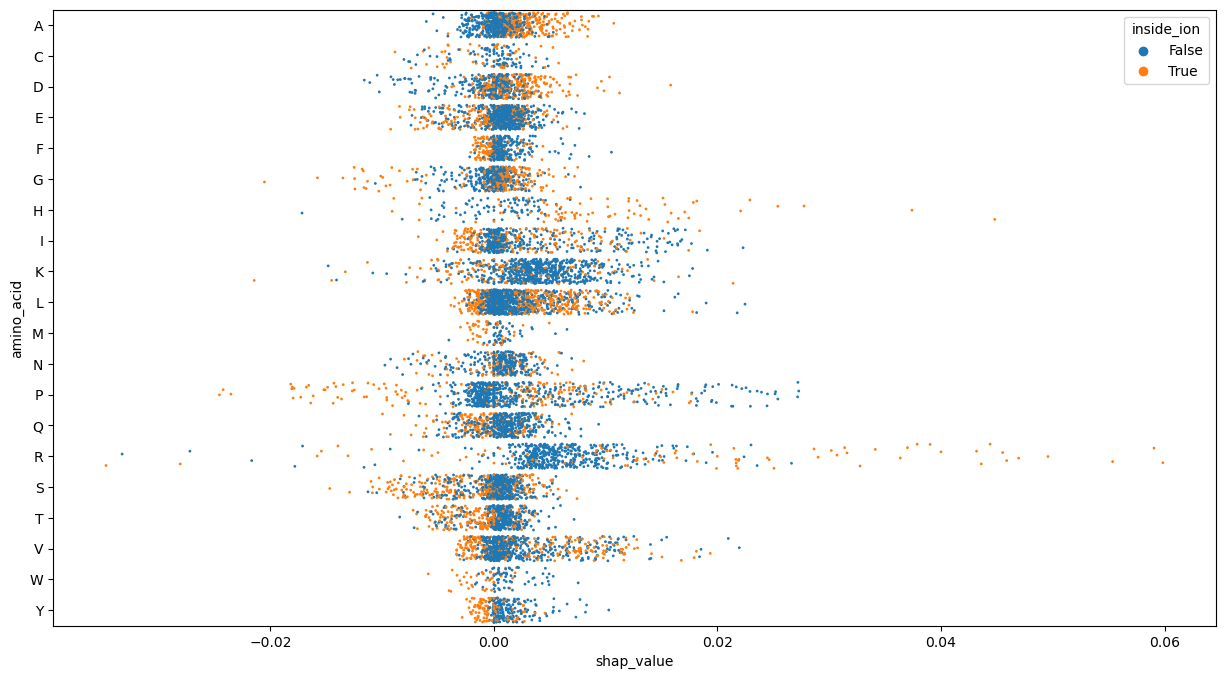 inside_ion
False
True
amino_acid
A
C
D
E
F
G
H
I
K
L
M
N
P
Q
R
S
T
V
W
Y
−0.02 0.00 0.02 0.04 0.06
shap_value